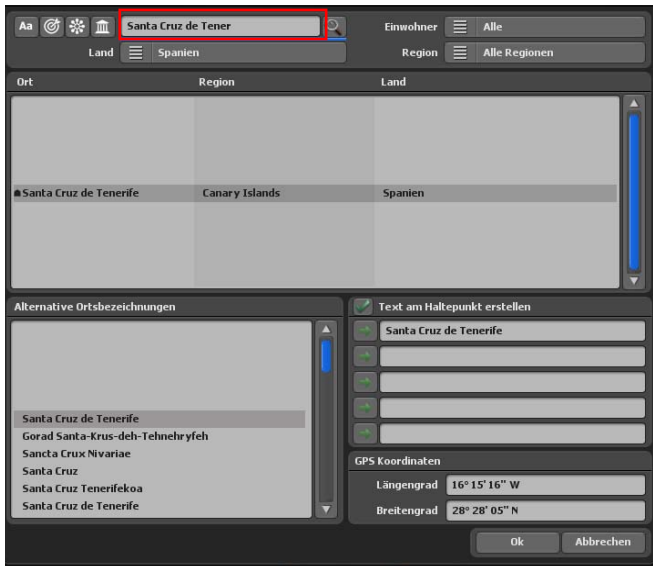 Aa Santa Cruz de Tener Einwohner Alle
Land Spanien Region Alle Regionen
Ort Region Land
Santa Cruz de Tenerife Canary Islands Spanien
Alternative Ortsbezeichnungen
Santa Cruz de Tenerife
Gorad Santa-Krus-deh-Tehnehryfeh
Sancta Crux Nivariae
Santa Cruz
Santa Cruz Tenerifekoa
Santa Cruz de Tenerife
Text am Haltepunkt erstellen
Santa Cruz de Tenerife
GPS Koordinaten
Längengrad 16° 15' 16" W
Breitengrad 28° 28' 05" N
Ok Abbrechen